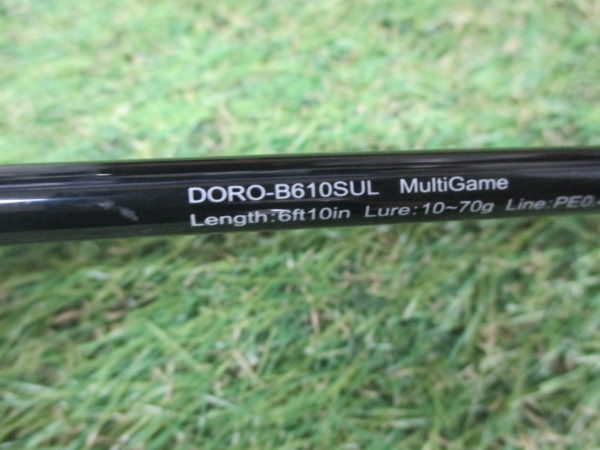 DORO-B610SUL MultiGame
Length:6ft10in Lure:10~70g Line:PE0.